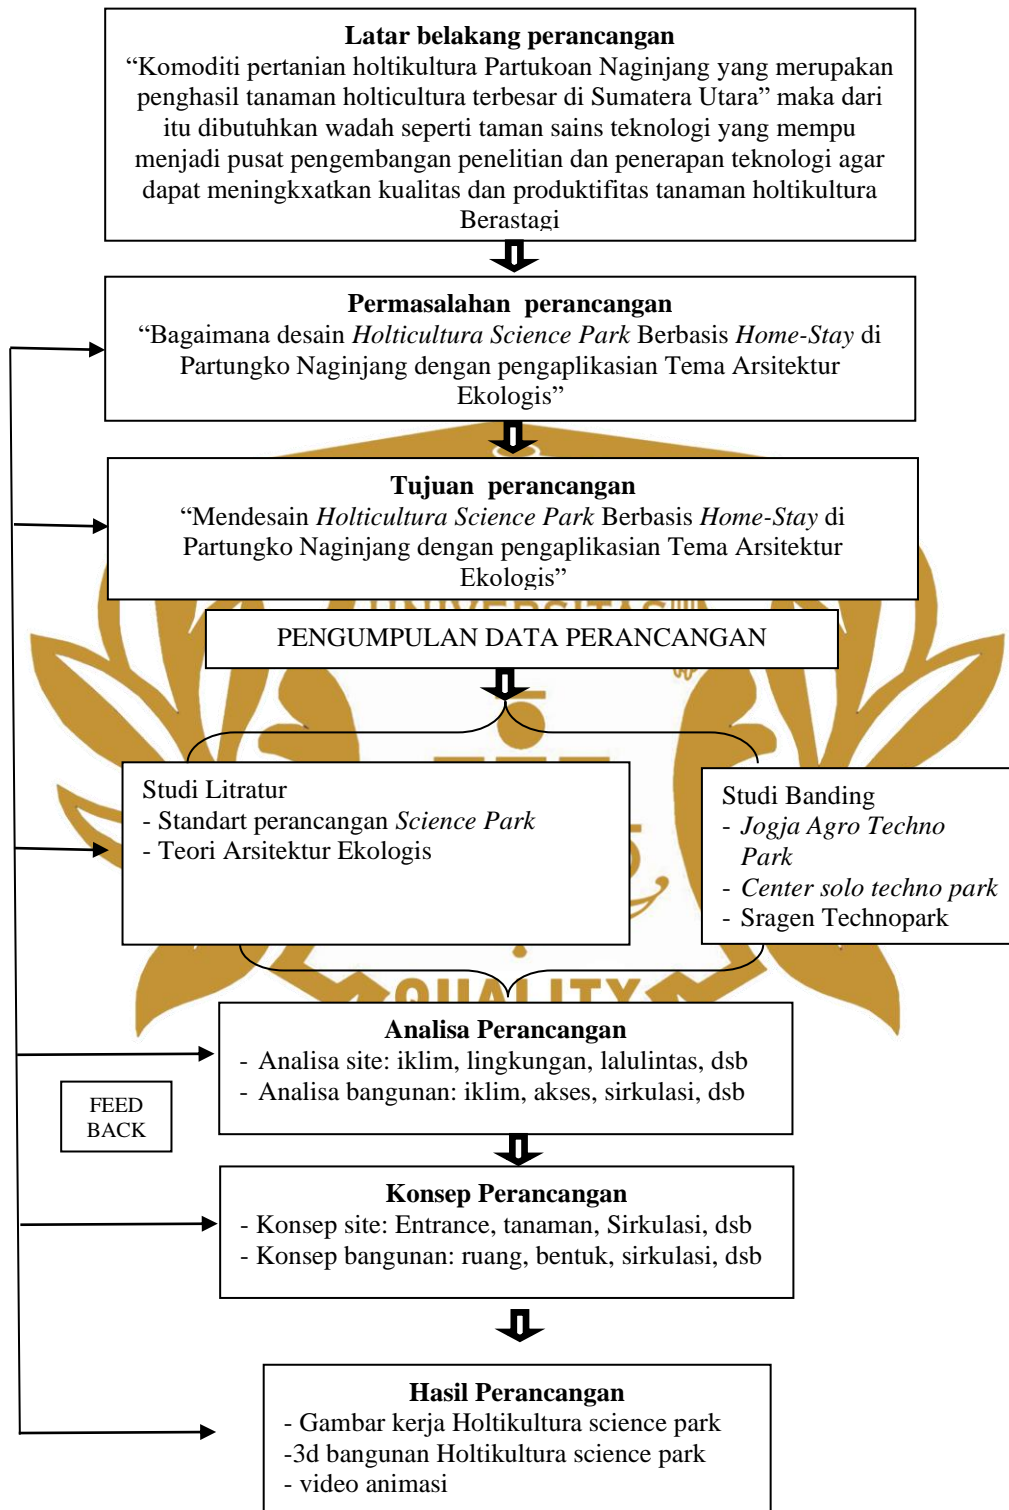 Latar belakang perancangan
“Komoditi pertanian holtikultura Partukoan Naginjang yang merupakan
penghasil tanaman holticultura terbesar di Sumatera Utara” maka dari
itu dibutuhkan wadah seperti taman sains teknologi yang mempu
menjadi pusat pengembangan penelitian dan penerapan teknologi agar
dapat meningkxatkan kualitas dan produktifitas tanaman holtikultura
Berastagi
Permasalahan perancangan
“Bagaimana desain Holticultura Science Park Berbasis Home-Stay di
Partungko Naginjang dengan pengaplikasian Tema Arsitektur
Ekologis”
Tujuan perancangan
“Mendesain Holticultura Science Park Berbasis Home-Stay di
Partungko Naginjang dengan pengaplikasian Tema Arsitektur
Ekologis”
UNIVERSITAS
PENGUMPULAN DATA PERANCANGAN
Studi Litratur
- Standart perancangan Science Park
- Teori Arsitektur Ekologis
Studi Banding
- Jogja Agro Techno
Park
- Center solo techno park
- Sragen Technopark
QUALITY
Analisa Perancangan
- Analisa site: iklim, lingkungan, lalulintas, dsb
- Analisa bangunan: iklim, akses, sirkulasi, dsb
FEED
BACK
Konsep Perancangan
- Konsep site: Entrance, tanaman, Sirkulasi, dsb
- Konsep bangunan: ruang, bentuk, sirkulasi, dsb
Hasil Perancangan
- Gambar kerja Holtikultura science park
-3d bangunan Holtikultura science park
- video animasi